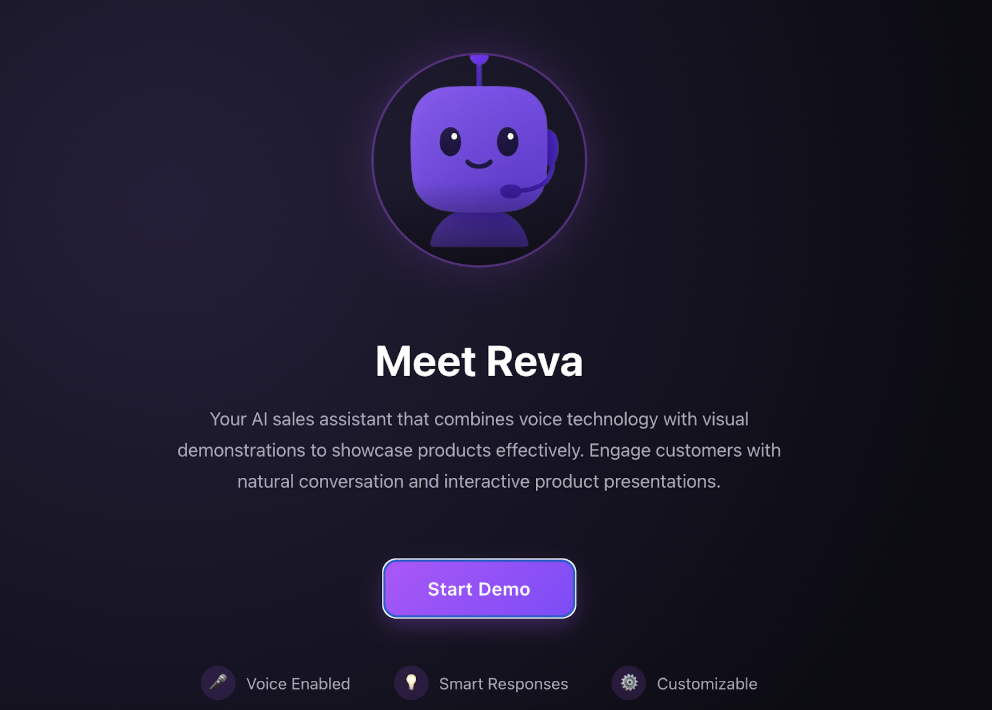 Meet Reva
Your AI sales assistant that combines voice technology with visual
demonstrations to showcase products effectively. Engage customers with
natural conversation and interactive product presentations.
Start Demo
Voice Enabled
Smart Responses
Customizable